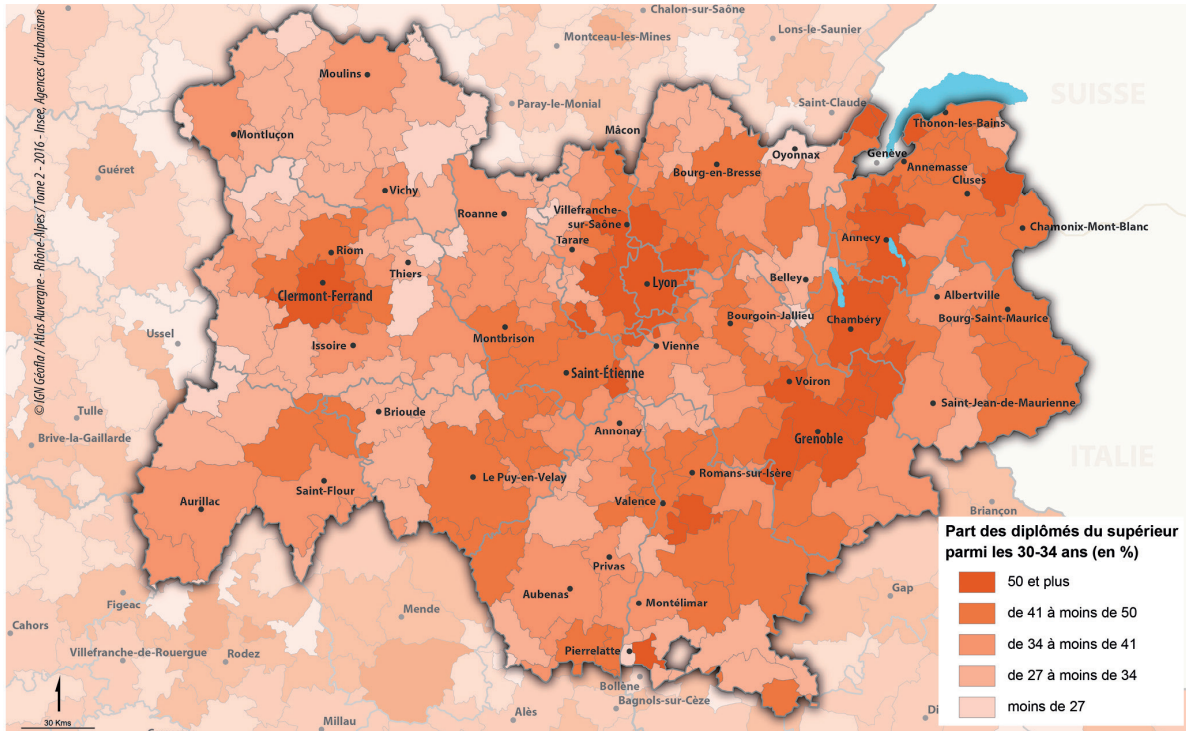 © IGN Géofla / Atlas Auvergne - Rhône-Alpes / Tome 2 - 2016 - Insee, Agences d'urbanisme
Chalon-sur-Saône
Montceau-les-Mines
Lons-le-Saunier
Moulins
SUISSE
Paray-le-Monial
Saint-Claude
Thonon-les-Bains
Mâcon
Montluçon
Oyonnax
Genève
Annemasse
Guéret
Bourg-en-Bresse
Cluses
Vichy
Roanne
Villefranche-
sur-Saône
Chamonix-Mont-Blanc
Tarare
Annecy
Riom
Thiers
Belley
Lyon
Clermont-Ferrand
Albertville
Bourg-Saint-Maurice
Bourgoin-Jallieu
Chambéry
Ussel
Montbrison
Issoire
Vienne
Saint-Étienne
Voiron
Tulle
Brioude
Saint-Jean-de-Maurienne
Brive-la-Gaillarde
Annonay
Grenoble
ITALIE
Le Puy-en-Velay
Romans-sur-Isère
Saint-Flour
Aurillac
Valence
Briançon
Privas
Aubenas
Montélimar
Figeac
Mende
Gap
Cahors
Pierrelatte
Villefranche-de-Rouergue
Rodez
Bollène
Bagnols-sur-Cèze
Alès
Millau
Di
30 Kms
Part des diplômés du supérieur
parmi les 30-34 ans (en %)
50 et plus
de 41 à moins de 50
de 34 à moins de 41
de 27 à moins de 34
moins de 27